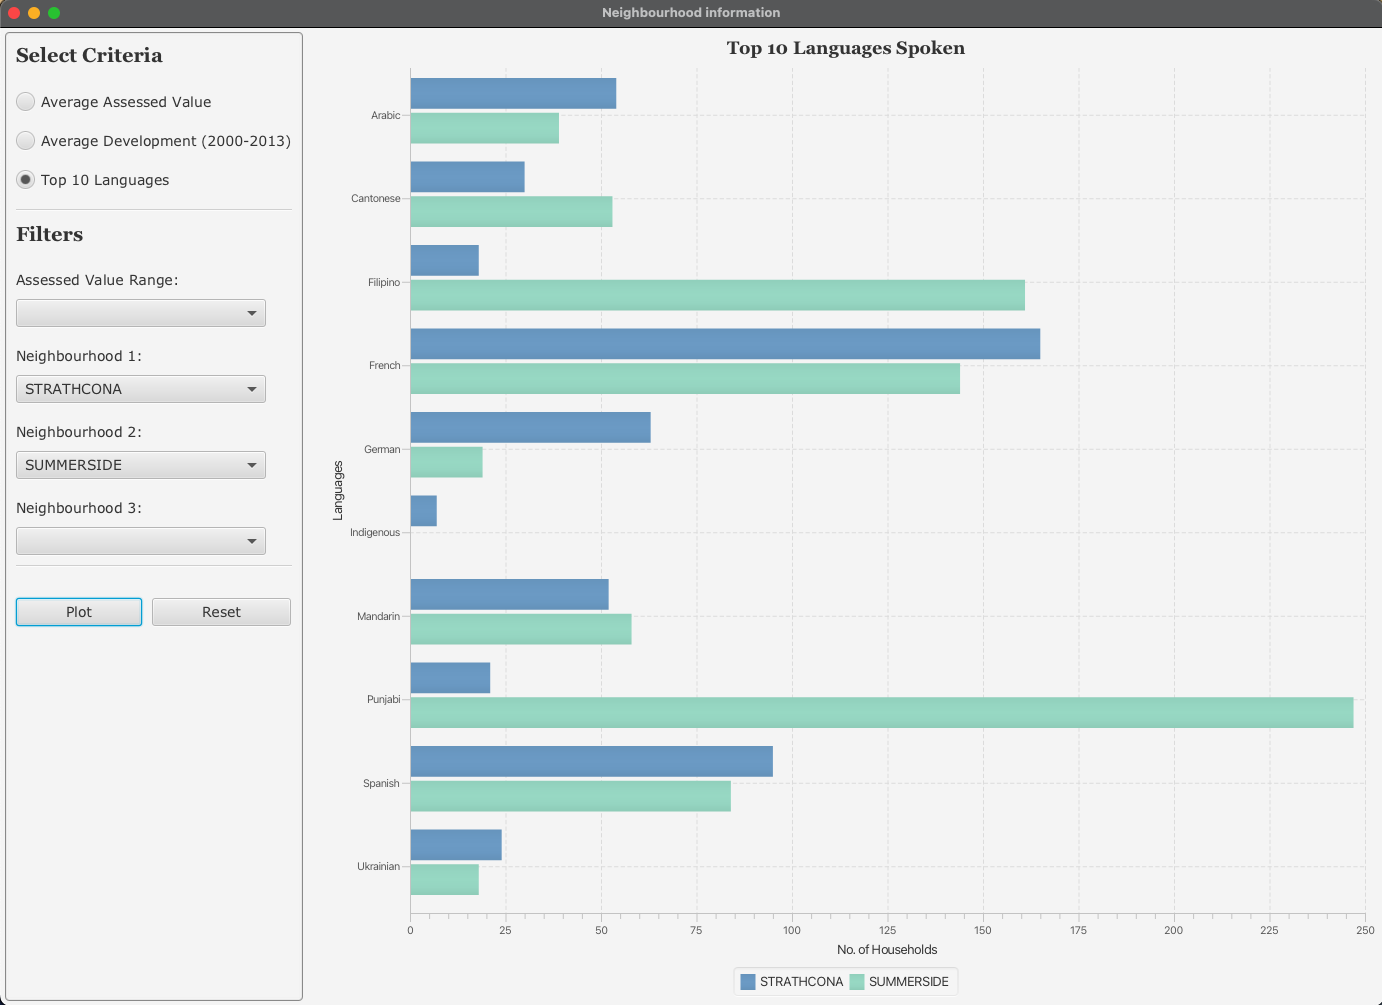 Neighbourhood information
Select Criteria
Average Assessed Value
Average Development (2000-2013)
Top 10 Languages
Filters
Assessed Value Range:
Neighbourhood 1:
STRATHCONA
Neighbourhood 2:
SUMMERSIDE
Neighbourhood 3:
Plot Reset
Top 10 Languages Spoken
Languages
Arabic
Cantonese
Filipino
French
German
Indigenous
Mandarin
Punjabi
Spanish
Ukrainian
0 25 50 75 100 125 150 175 200 225 250
No. of Households
STRATHCONA SUMMERSIDE